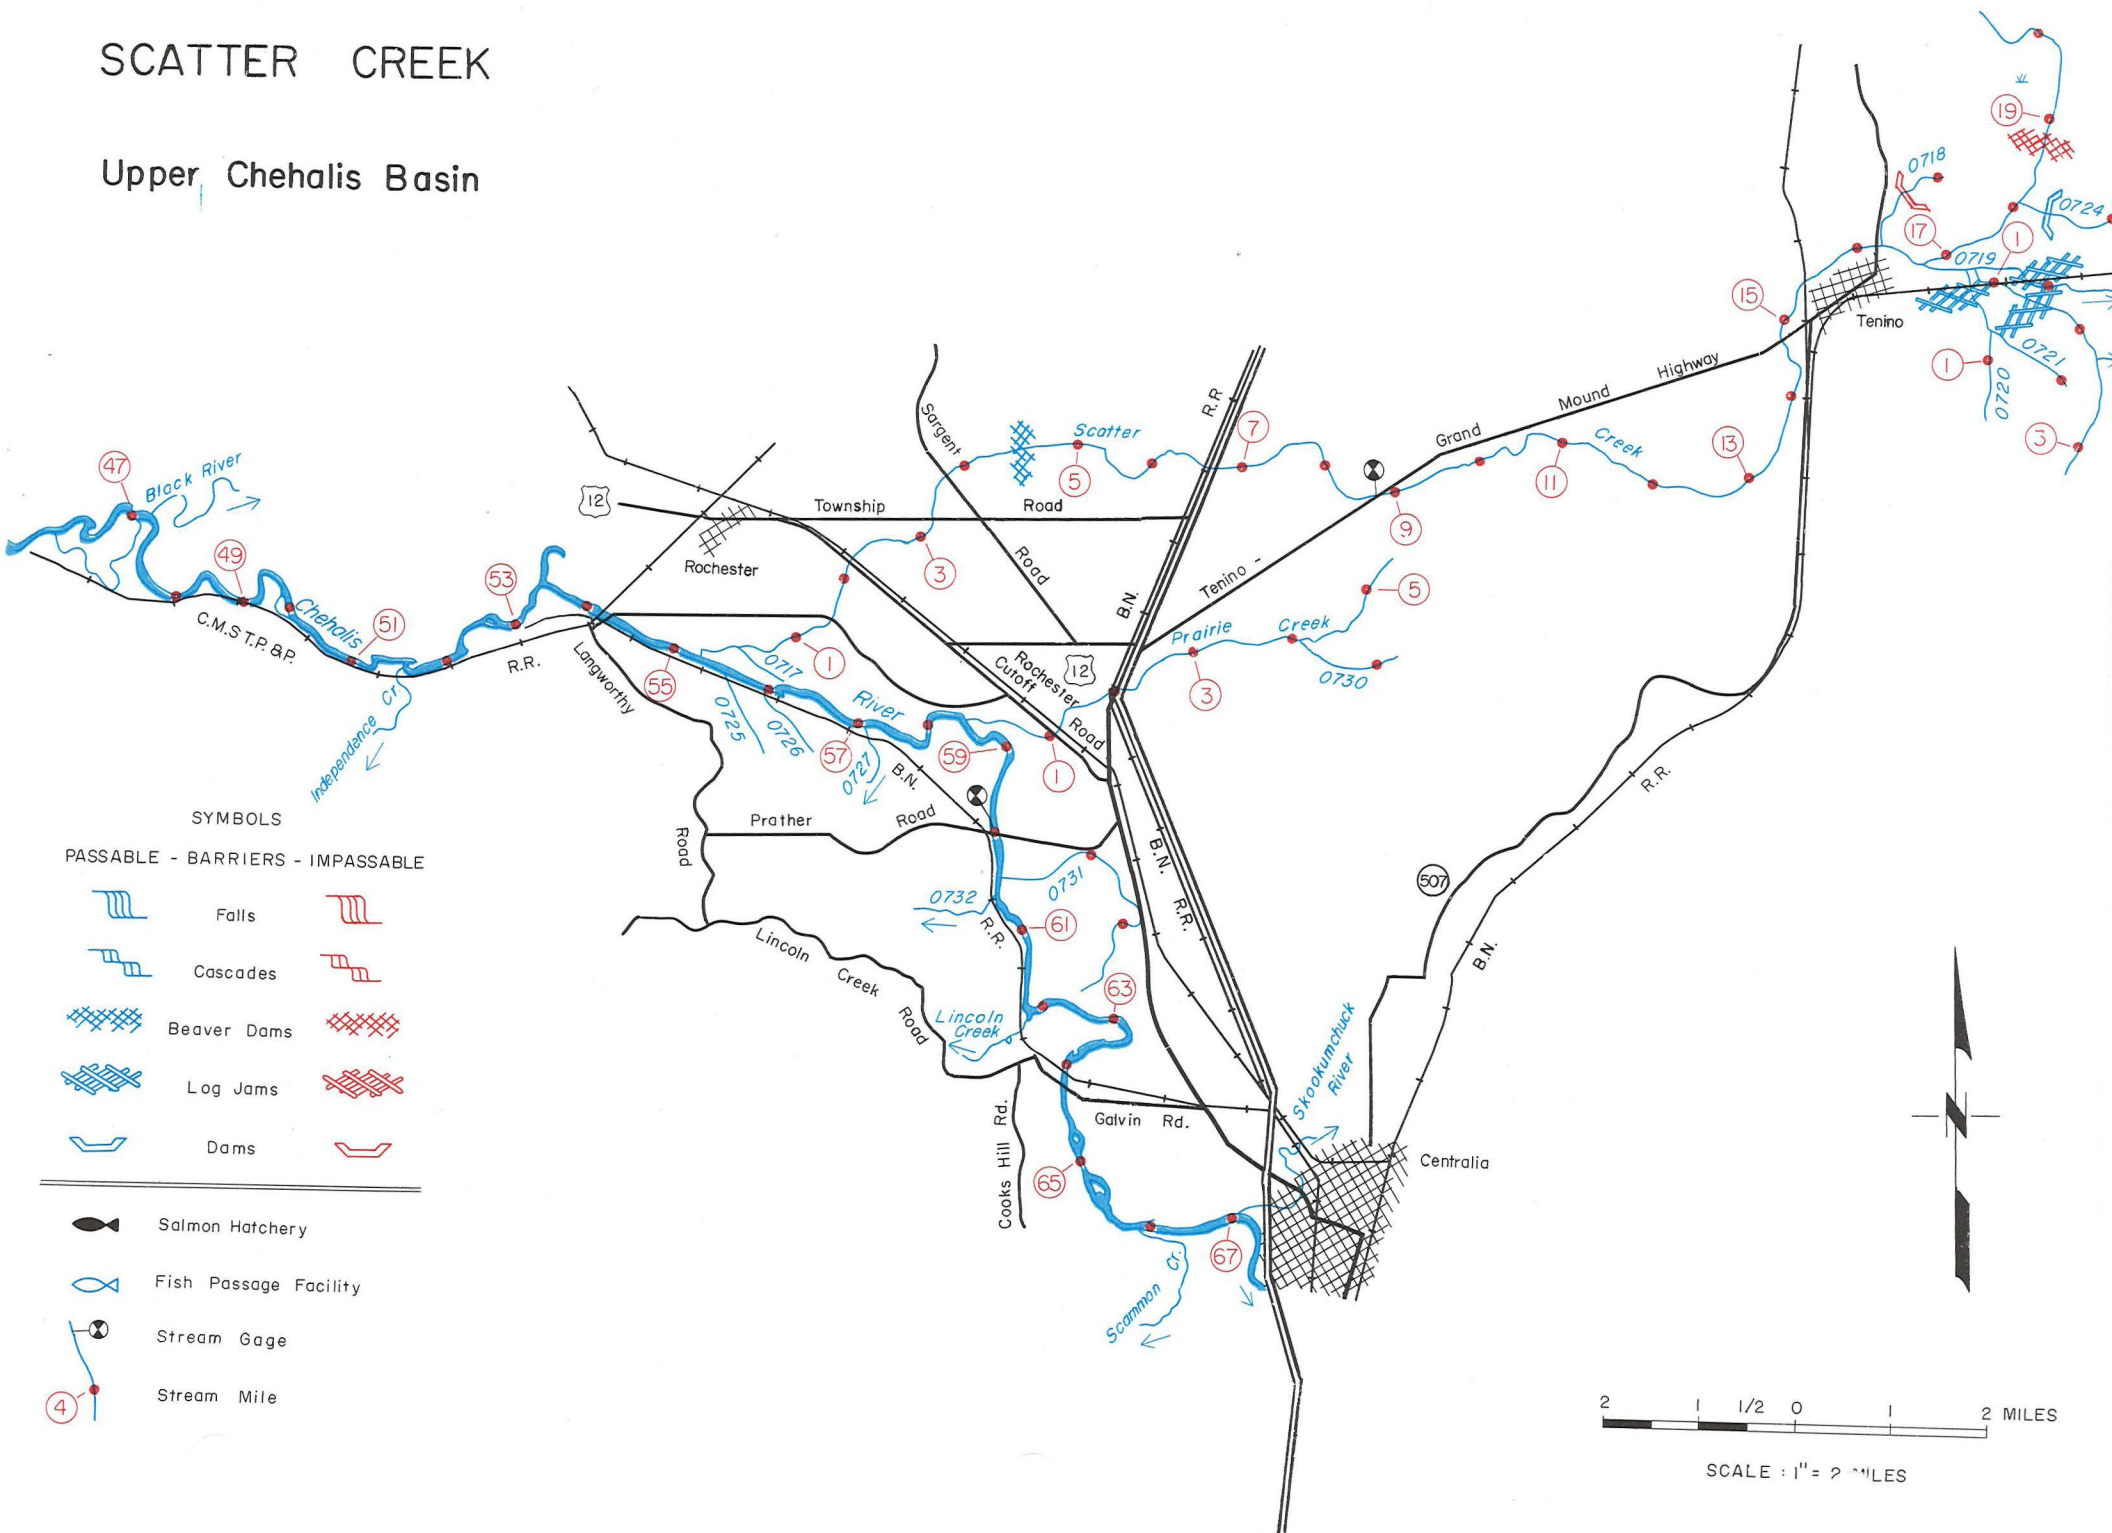 SCATTER CREEK
Upper Chehalis Basin
19
0718
0724
17
1
0719
15
Tenino
0721
1
0720
3
Grand Mound Highway
13
Creek
11
9
7
R.R
Scatter
5
Sargent
Road
12
Township Road
3
Rochester
Tenino -
B.N.
5
Prairie Creek
3
0730
12
Rochester
Cutoff
Road
47
Black River
49
53
Chehalis
51
C.M.S T.P. & P.
R.R.
Langworthy
Road
55
0717
1
River
0725
0726
57
0727
B.N.
59
1
Independence Cr.
Prather Road
0731
0732
R.R.
61
B.N. R.R.
507
R.R.
B.N.
Lincoln Creek Road
Lincoln
Creek
63
Skookumchuck
River
Galvin Rd.
Cooks Hill Rd.
65
67
Centralia
Scammon Cr.
SYMBOLS
PASSABLE - BARRIERS - IMPASSABLE
Falls
Cascades
Beaver Dams
Log Jams
Dams
Salmon Hatchery
Fish Passage Facility
Stream Gage
Stream Mile
4
N
2 1 1/2 0 1 2 MILES
SCALE : 1" = 2 MILES